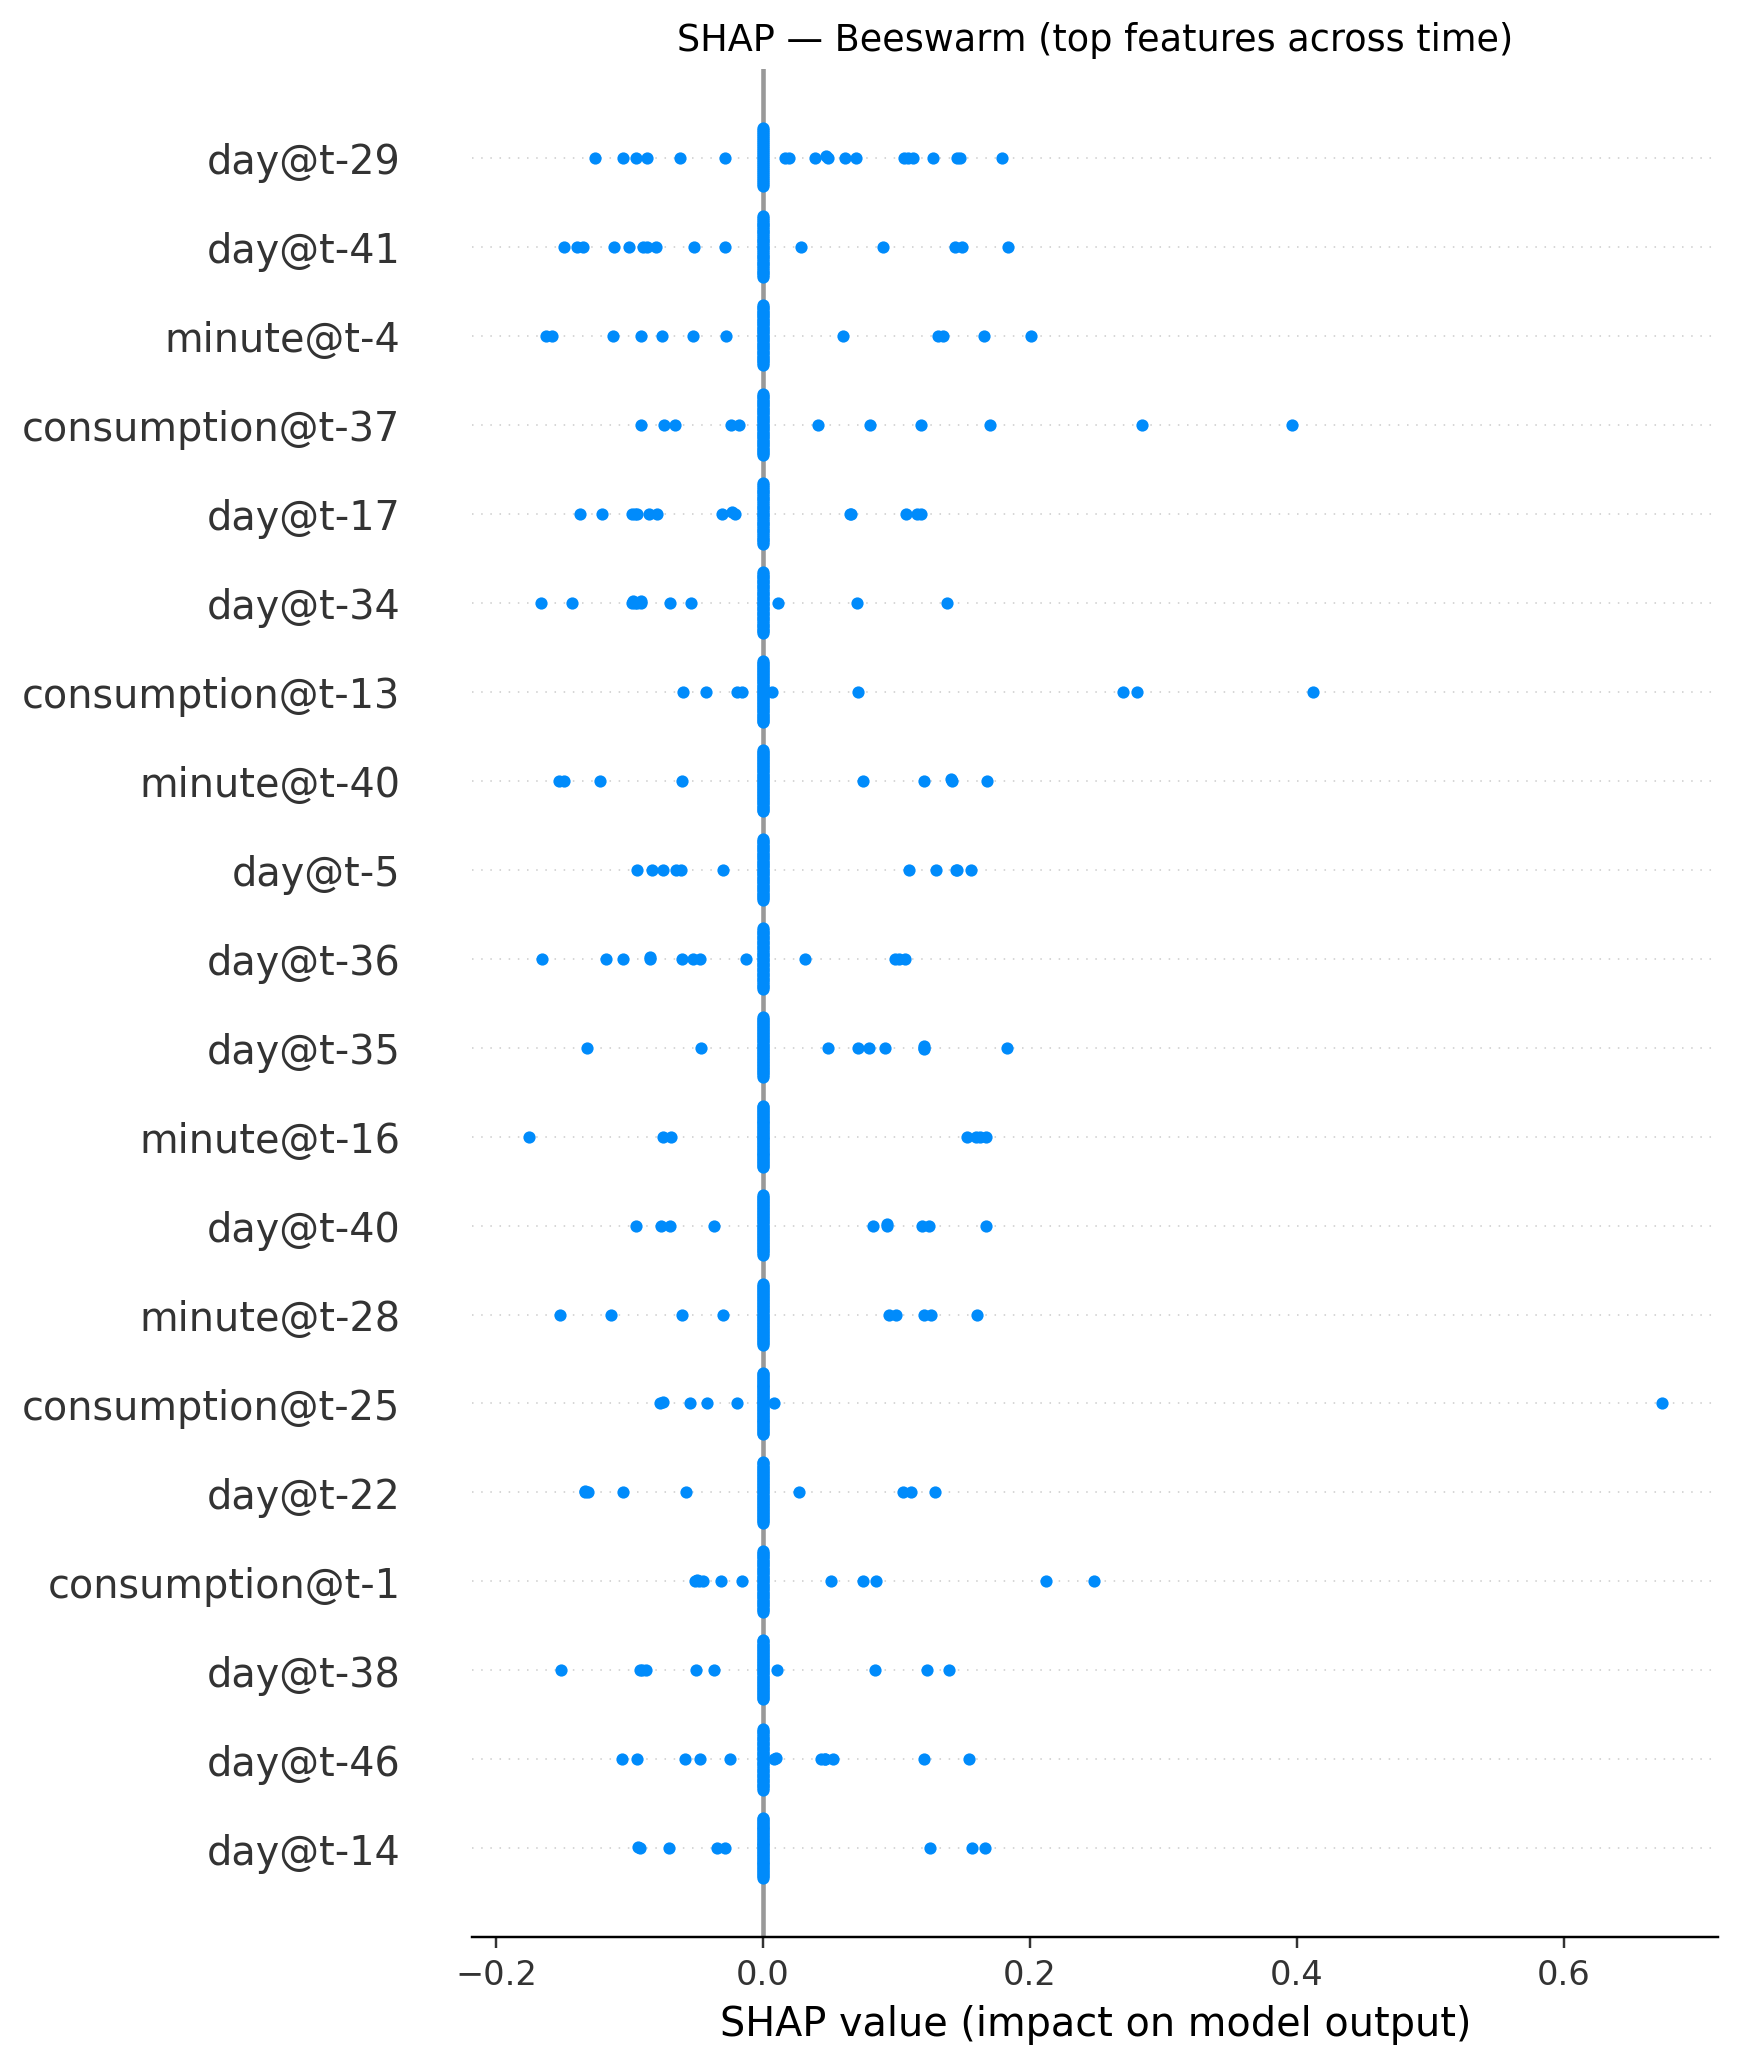 SHAP — Beeswarm (top features across time)
day@t-29
day@t-41
minute@t-4
consumption@t-37
day@t-17
day@t-34
consumption@t-13
minute@t-40
day@t-5
day@t-36
day@t-35
minute@t-16
day@t-40
minute@t-28
consumption@t-25
day@t-22
consumption@t-1
day@t-38
day@t-46
day@t-14
−0.2 0.0 0.2 0.4 0.6
SHAP value (impact on model output)